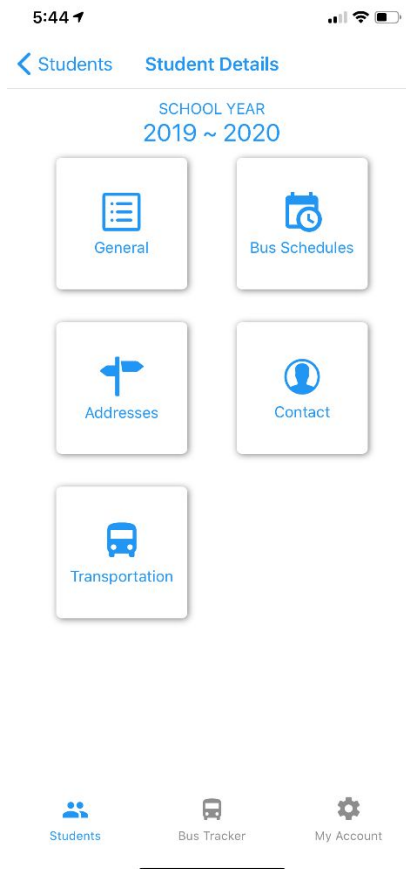 5:44
Students Student Details
SCHOOL YEAR
2019 ~ 2020
General Bus Schedules
Addresses Contact
Transportation
Students Bus Tracker My Account